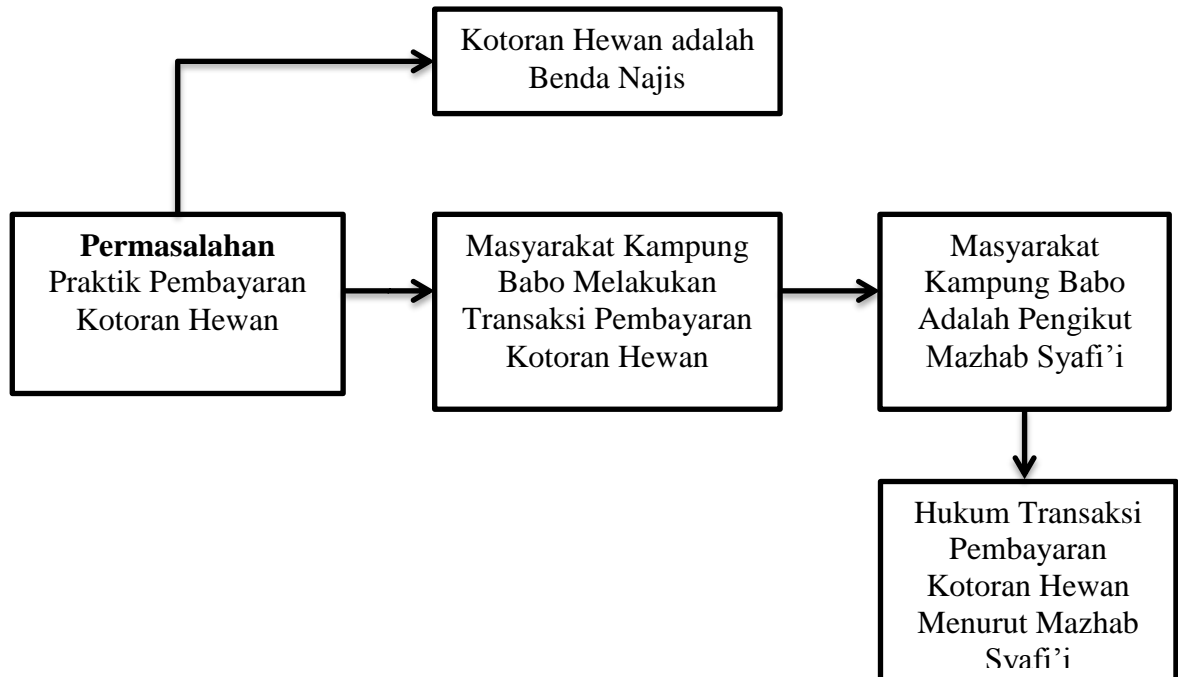 Kotoran Hewan adalah
Benda Najis
Permasalahan
Praktik Pembayaran
Kotoran Hewan
Masyarakat Kampung
Babo Melakukan
Transaksi Pembayaran
Kotoran Hewan
Masyarakat
Kampung Babo
Adalah Pengikut
Mazhab Syafi’i
Hukum Transaksi
Pembayaran
Kotoran Hewan
Menurut Mazhab
Syafi’i